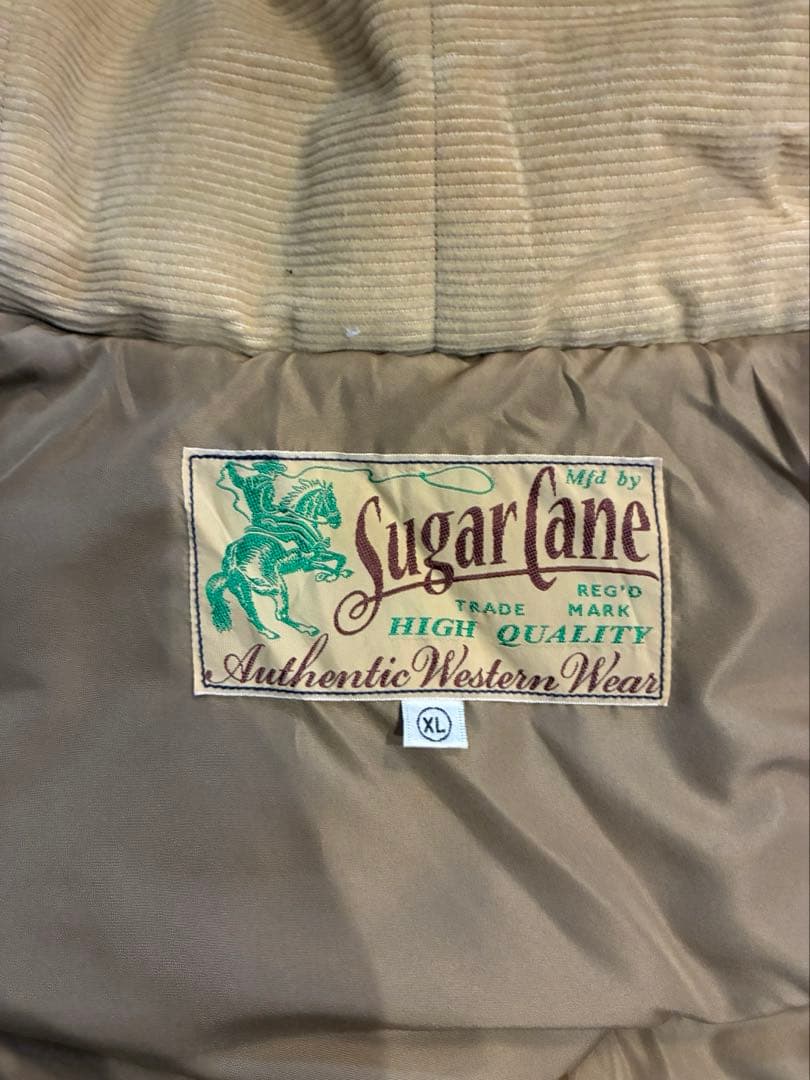 Mfd by
Sugar Cane
REG'D
TRADE MARK
HIGH QUALITY
Authentic Western Wear
XL